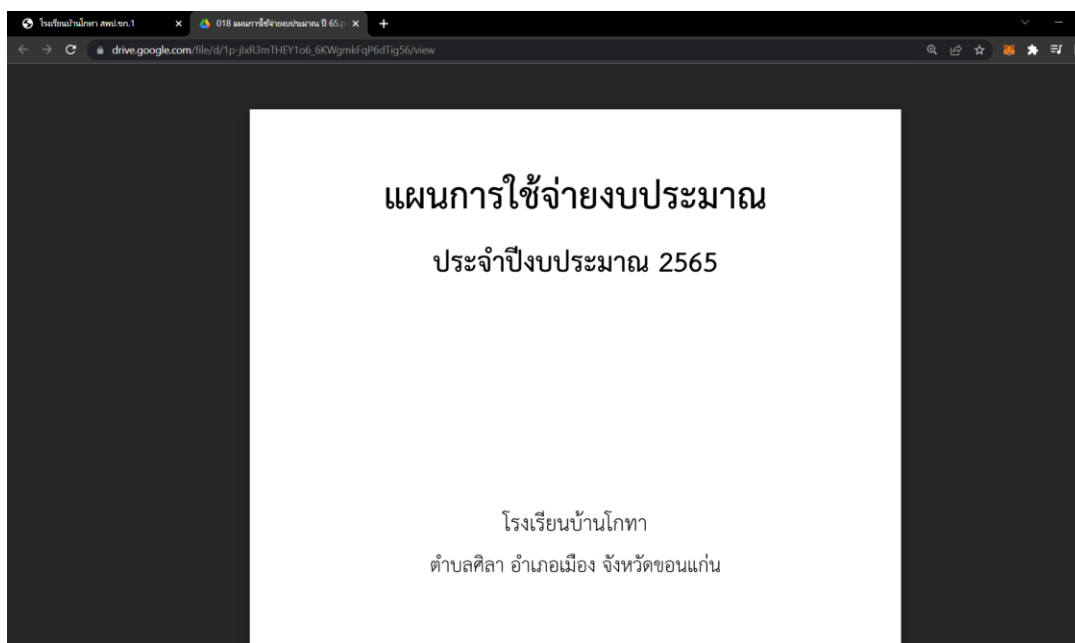 โรงเรียนบ้านโกทา สพป.ขก.1
018 แผนการใช้จ่ายงบประมาณ ปี 65.p
drive.google.com/file/d/1p-jlxR3mTHEY1o6_6KWgmkFqP6dTig56/view
แผนการใช้จ่ายงบประมาณ
ประจำปีงบประมาณ 2565
โรงเรียนบ้านโกทา
ตำบลศิลา อำเภอเมือง จังหวัดขอนแก่น